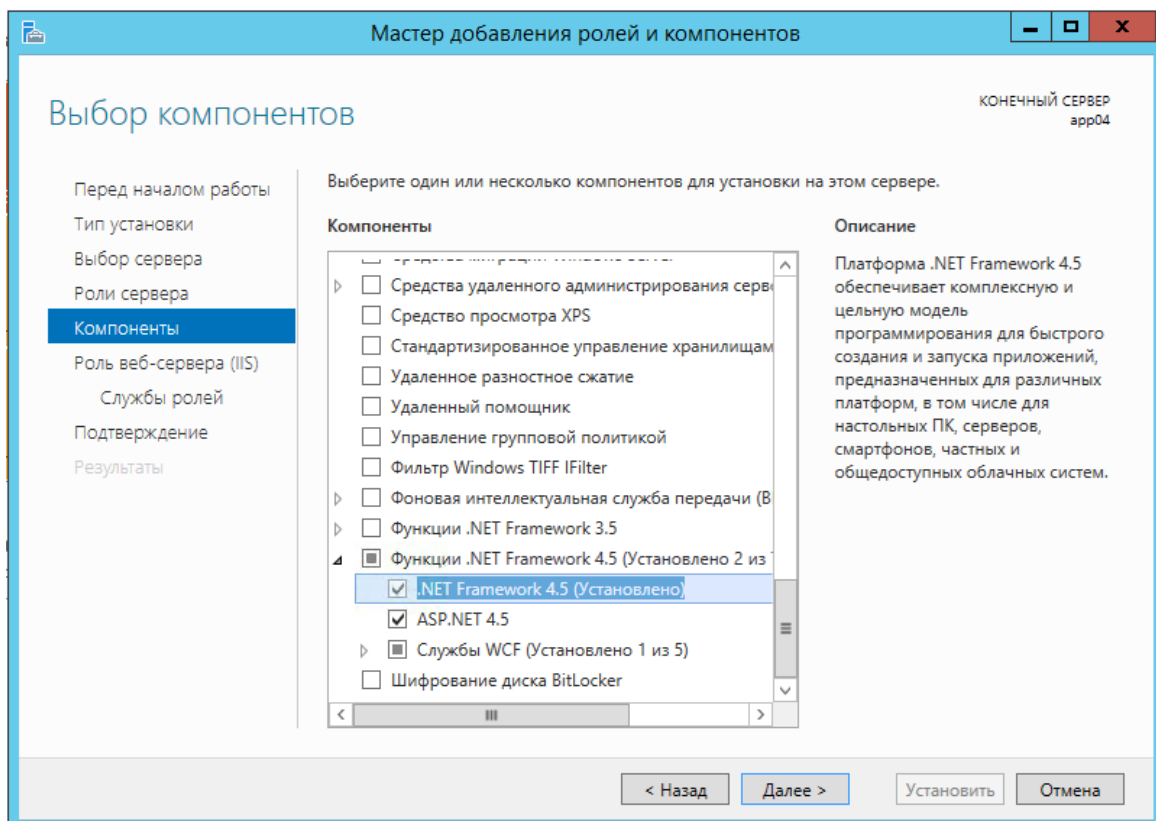 Мастер добавления ролей и компонентов
Выбор компонентов
КОНЕЧНЫЙ СЕРВЕР
app04
Перед началом работы
Тип установки
Выбор сервера
Роли сервера
Компоненты
Роль веб-сервера (IIS)
Службы ролей
Подтверждение
Результаты
Выберите один или несколько компонентов для установки на этом сервере.
Компоненты
Средства удаленного администрирования серв
Средство просмотра XPS
Стандартизированное управление хранилищам
Удаленное разностное сжатие
Удаленный помощник
Управление групповой политикой
Фильтр Windows TIFF IFilter
Фоновая интеллектуальная служба передачи (B
Функции .NET Framework 3.5
Функции .NET Framework 4.5 (Установлено 2 из
.NET Framework 4.5 (Установлено)
ASP.NET 4.5
Службы WCF (Установлено 1 из 5)
Шифрование диска BitLocker
Описание
Платформа .NET Framework 4.5
обеспечивает комплексную и
цельную модель
программирования для быстрого
создания и запуска приложений,
предназначенных для различных
платформ, в том числе для
настольных ПК, серверов,
смартфонов, частных и
общедоступных облачных систем.
< Назад
Далее >
Установить
Отмена